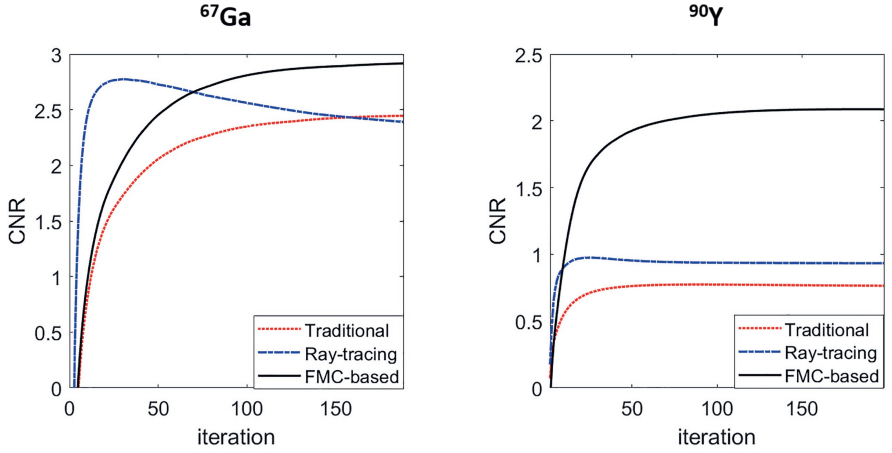 ⁶⁷Ga
3
2.5
2
1.5
1
0.5
0
CNR
0
50
100
150
iteration
Traditional
Ray-tracing
FMC-based
⁹⁰Y
2.5
2
1.5
1
0.5
0
CNR
50
100
150
iteration
Traditional
Ray-tracing
FMC-based